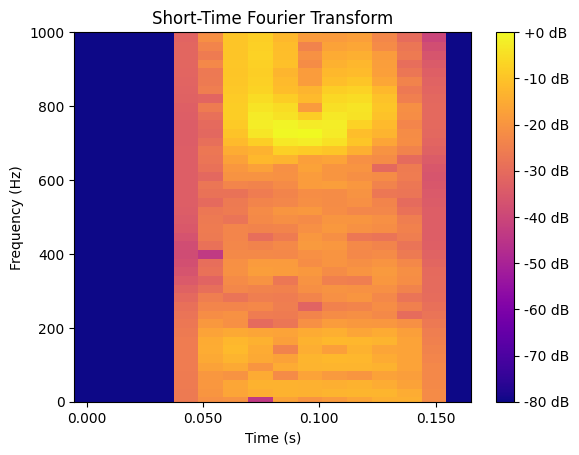 Short-Time Fourier Transform
1000
800
600
400
200
0
Frequency (Hz)
0.000
0.050
0.100
0.150
Time (s)
+0 dB
-10 dB
-20 dB
-30 dB
-40 dB
-50 dB
-60 dB
-70 dB
-80 dB